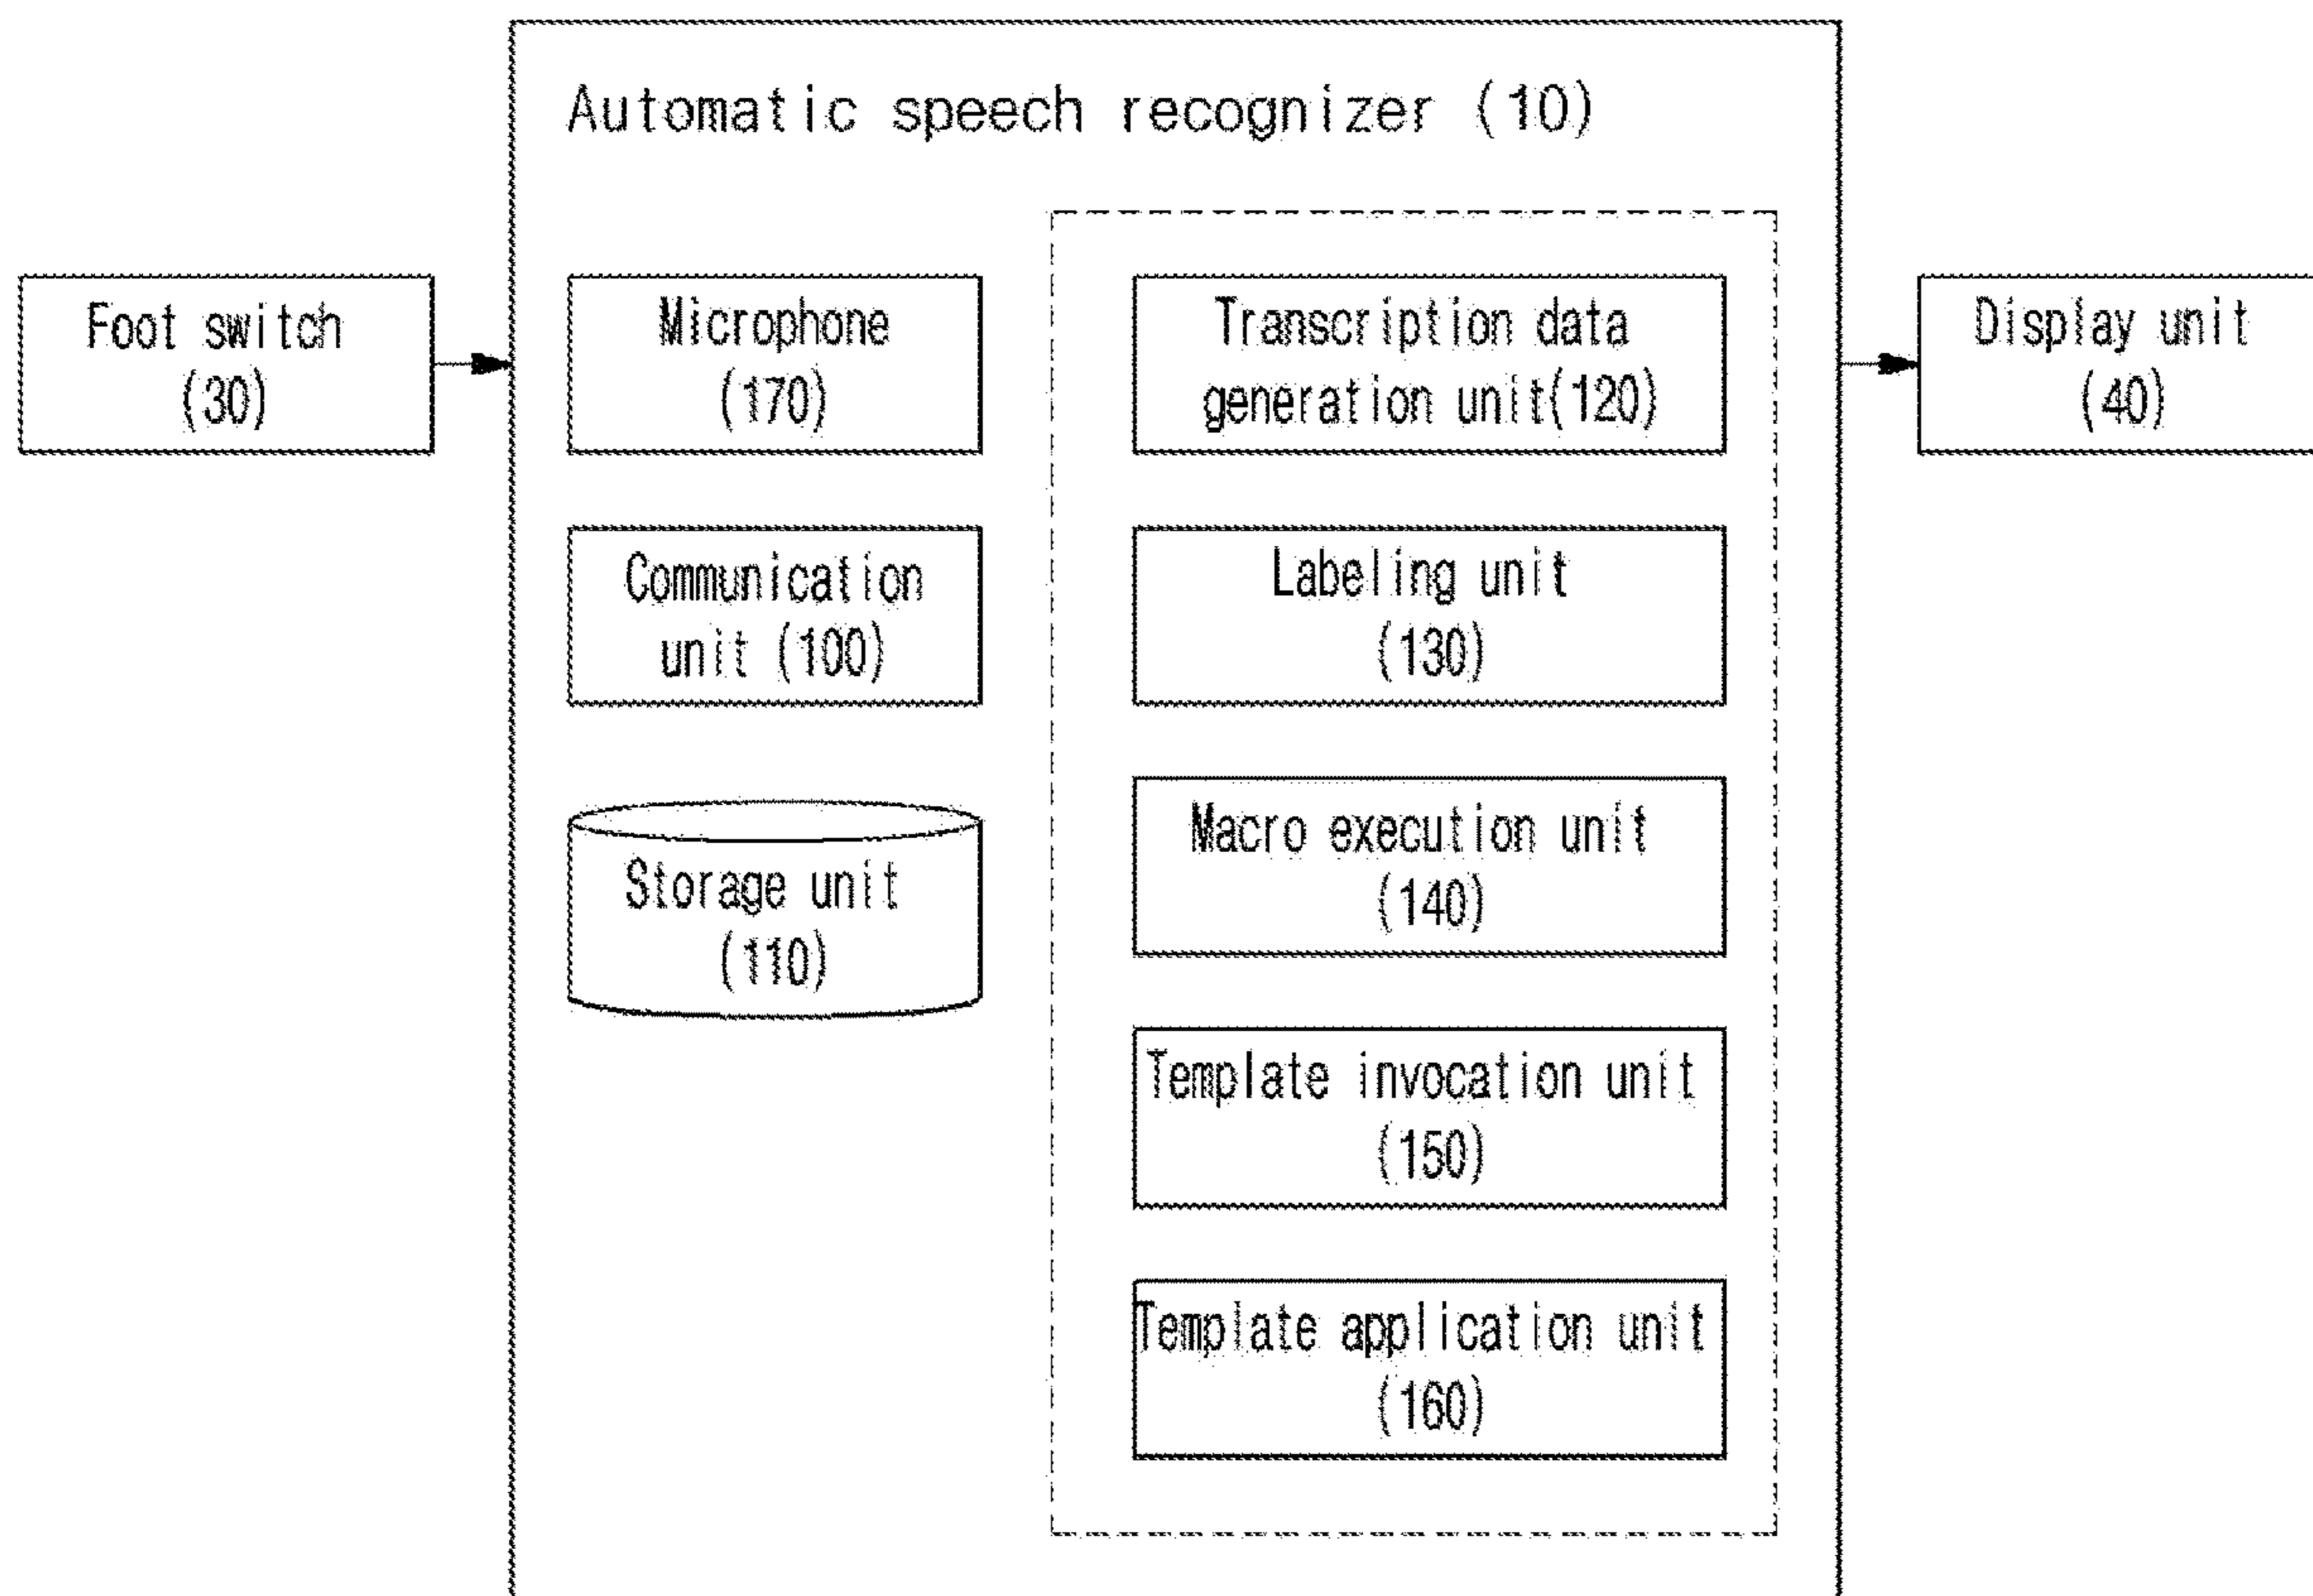 Automatic speech recognizer (10)
Foot switch
(30)
Microphone
(170)
Communication
unit (100)
Storage unit
(110)
Transcription data
generation unit(120)
Labeling unit
(130)
Macro execution unit
(140)
Template invocation unit
(150)
Template application unit
(160)
Display unit
(40)